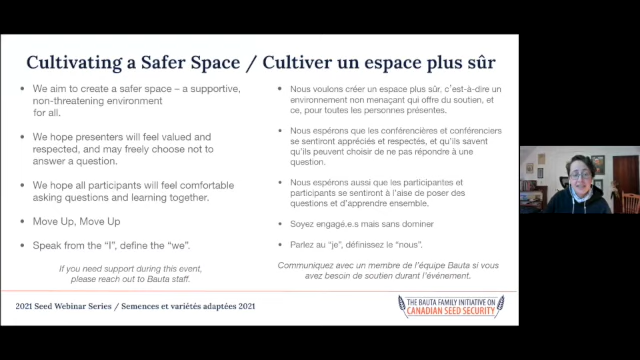 Cultivating a Safer Space / Cultiver un espace plus sûr
• We aim to create a safer space – a supportive,
non-threatening environment
for all.
• We hope presenters will feel valued and
respected, and may freely choose not to
answer a question.
• We hope all participants will feel comfortable
asking questions and learning together.
• Move Up, Move Up
• Speak from the "I", define the "we".
If you need support during this event,
please reach out to Bauta staff.
• Nous voulons créer un espace plus sûr, c'est-à-dire un
environnement non menaçant qui offre du soutien, et
ce, pour toutes les personnes présentes.
• Nous espérons que les conférencières et conférenciers
se sentiront appréciés et respectés, et qu'ils savent
qu'ils peuvent choisir de ne pas répondre à une
question.
• Nous espérons aussi que les participantes et
participants se sentiront à l'aise de poser des
questions et d'apprendre ensemble.
• Soyez engagé.e.s mais sans dominer
• Parlez au "je", définissez le "nous".
Communiquez avec un membre de l'équipe Bauta si vous
avez besoin de soutien durant l'événement.
2021 Seed Webinar Series / Semences et variétés adaptées 2021
THE BAUTA FAMILY INITIATIVE ON
CANADIAN SEED SECURITY